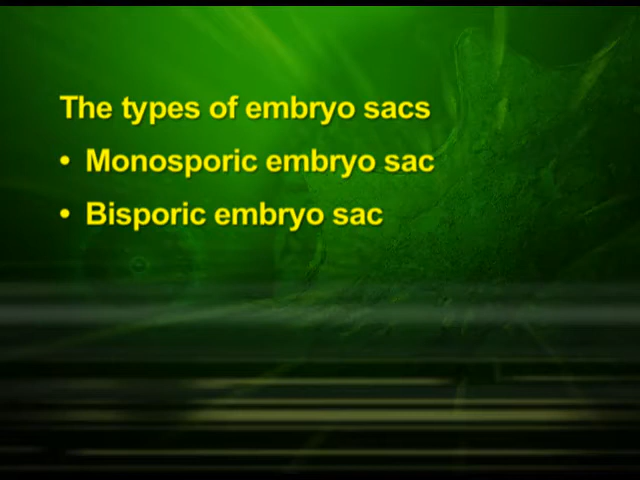 The types of embryo sacs
• Monosporic embryo sac
• Bisporic embryo sac